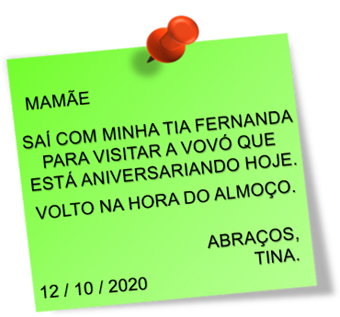 MAMÃE
SAÍ COM MINHA TIA FERNANDA
PARA VISITAR A VOVÓ QUE
ESTÁ ANIVERSARIANDO HOJE.
VOLTO NA HORA DO ALMOÇO.
ABRAÇOS,
TINA.
12 / 10 / 2020